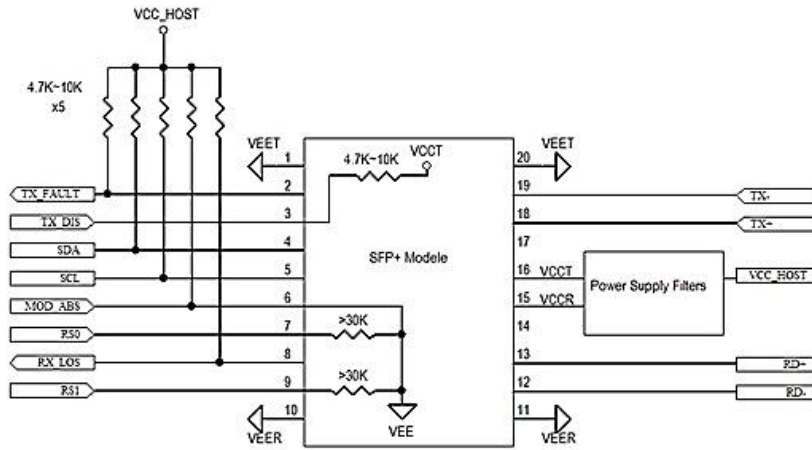 VCC_HOST
4.7K~10K
x5
VEET
1
TX_FAULT
2
TX_DIS
3
SDA
4
SCL
5
MOD_ABS
6
RS0
7
RX_LOS
8
RS1
9
10
VEER
4.7K~10K
VCCT
SFP+ Modele
>30K
>30K
VEE
20
VEET
19
TX-
18
TX+
17
16
VCCT
15
VCCR
Power Supply Filters
VCC_HOST
14
13
RD+
12
RD-
11
VEER